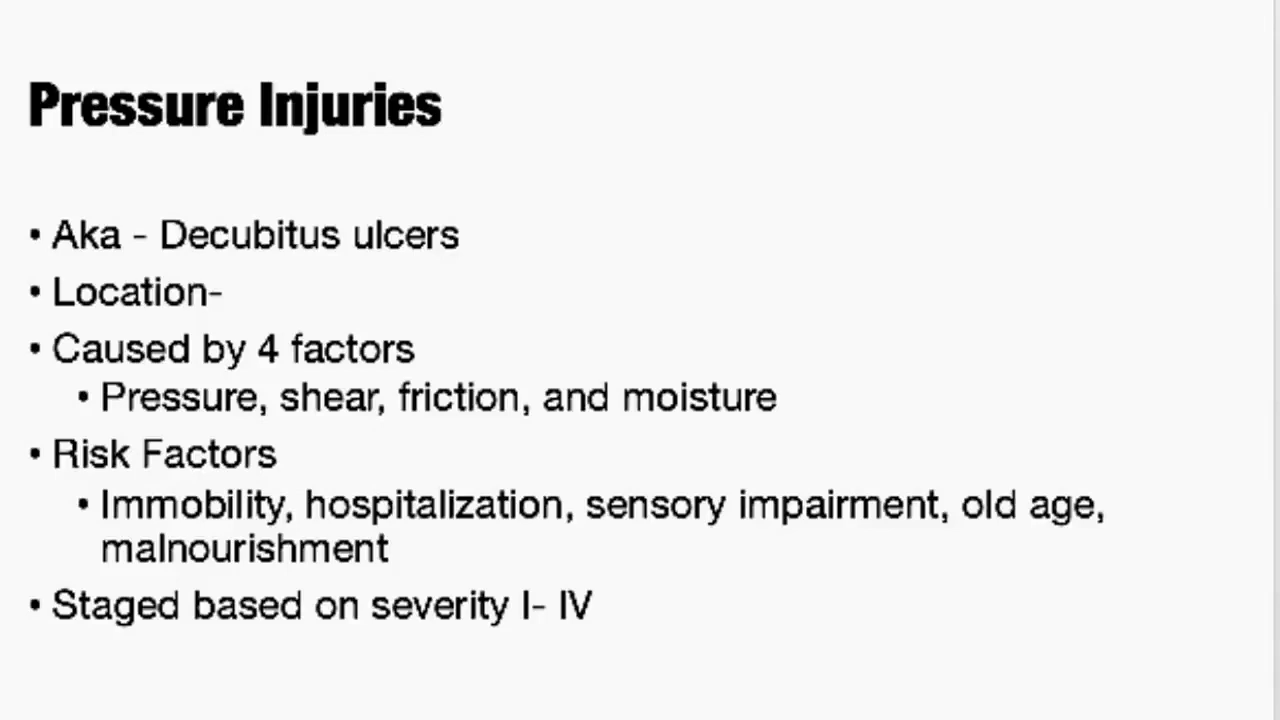 Pressure Injuries
• Aka - Decubitus ulcers
• Location-
• Caused by 4 factors
• Pressure, shear, friction, and moisture
• Risk Factors
• Immobility, hospitalization, sensory impairment, old age,
malnourishment
• Staged based on severity I- IV